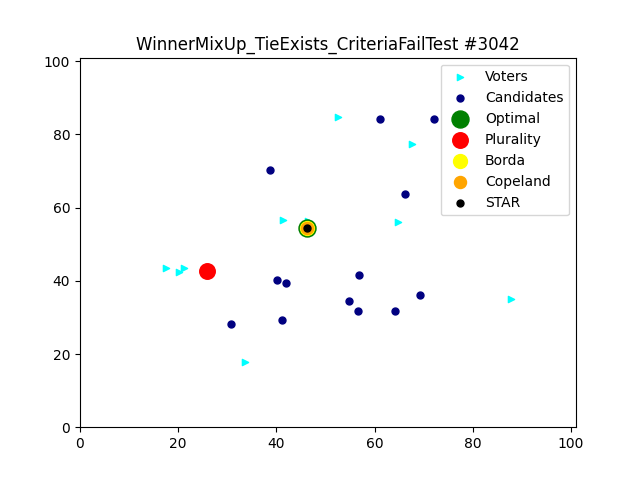 WinnerMixUp_TieExists_CriteriaFailTest #3042
100
80
60
40
20
0
0
20
40
60
80
100
Voters
Candidates
Optimal
Plurality
Borda
Copeland
STAR